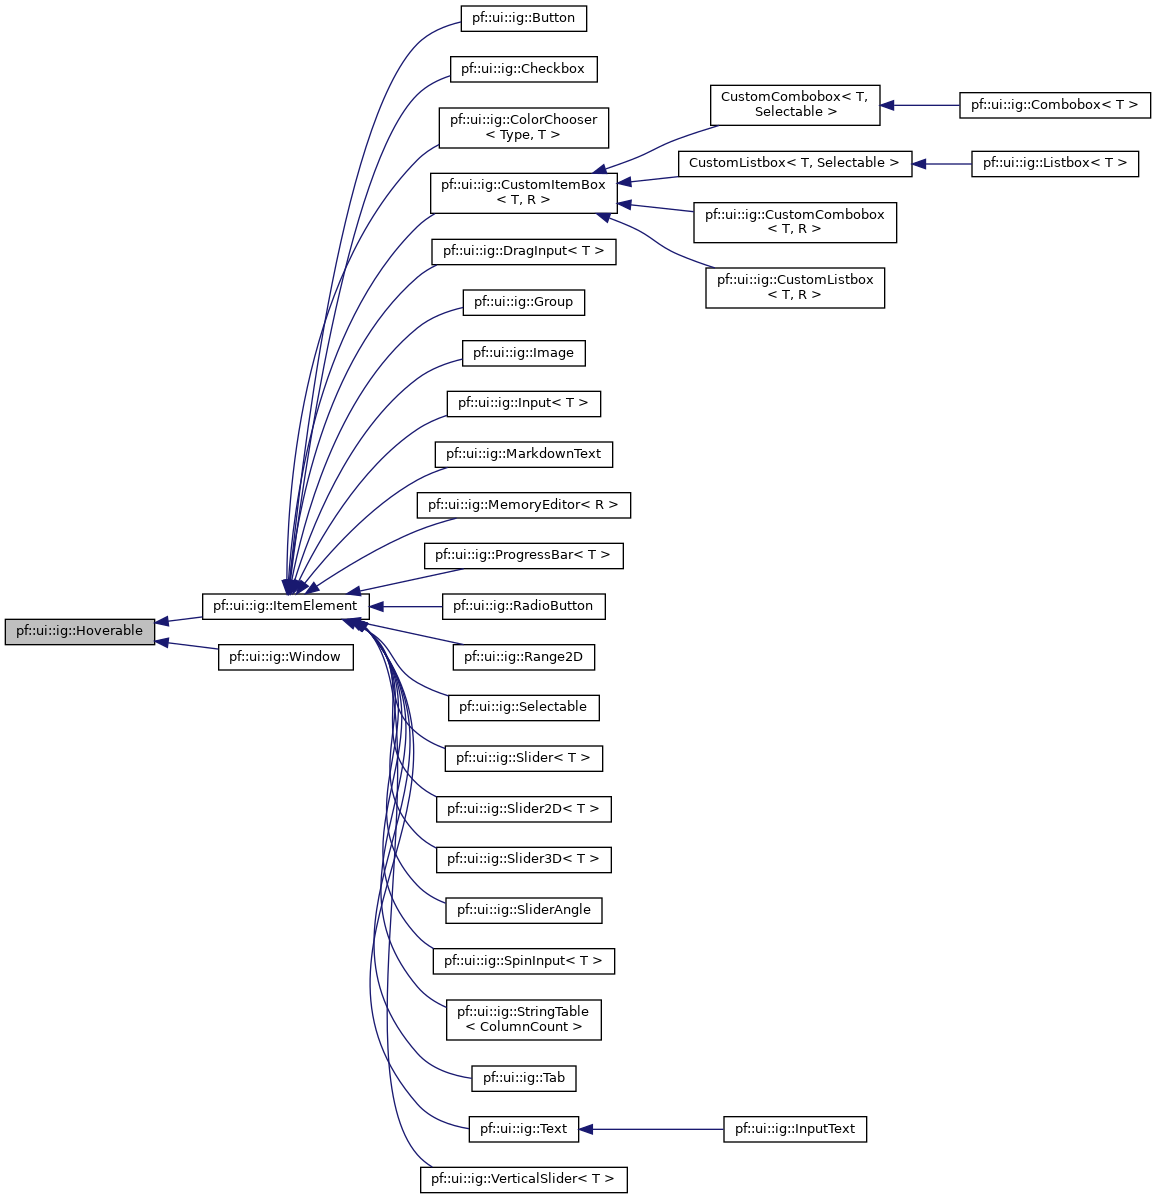 pf::ui::ig::Button
pf::ui::ig::Checkbox
pf::ui::ig::ColorChooser
< Type, T >
pf::ui::ig::CustomItemBox
< T, R >
CustomCombobox< T,
Selectable >
pf::ui::ig::Combobox< T >
CustomListbox< T, Selectable >
pf::ui::ig::Listbox< T >
pf::ui::ig::CustomCombobox
< T, R >
pf::ui::ig::CustomListbox
< T, R >
pf::ui::ig::DragInput< T >
pf::ui::ig::Group
pf::ui::ig::Image
pf::ui::ig::Input< T >
pf::ui::ig::MarkdownText
pf::ui::ig::MemoryEditor< R >
pf::ui::ig::ProgressBar< T >
pf::ui::ig::ItemElement
pf::ui::ig::RadioButton
pf::ui::ig::Hoverable
pf::ui::ig::Window
pf::ui::ig::Range2D
pf::ui::ig::Selectable
pf::ui::ig::Slider< T >
pf::ui::ig::Slider2D< T >
pf::ui::ig::Slider3D< T >
pf::ui::ig::SliderAngle
pf::ui::ig::SpinInput< T >
pf::ui::ig::StringTable
< ColumnCount >
pf::ui::ig::Tab
pf::ui::ig::Text
pf::ui::ig::InputText
pf::ui::ig::VerticalSlider< T >